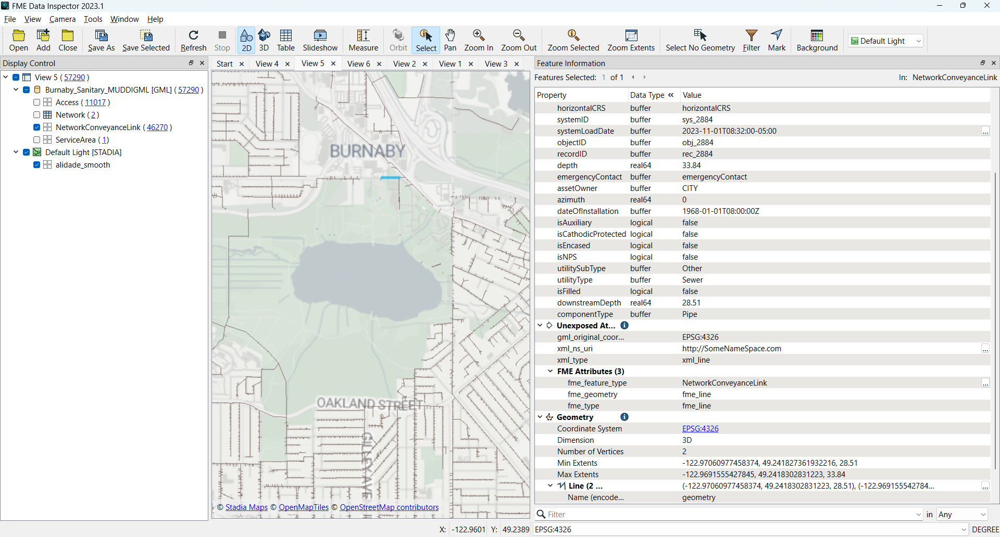 FME Data Inspector 2023.1
File View Camera Tools Window Help
Open Add Close Save As Save Selected Refresh Stop 2D 3D Table Slideshow Measure Orbit Select Pan Zoom In Zoom Out Zoom Selected Zoom Extents Select No Geometry Filter Mark Background Default Light
Display Control
View 5 ( 57290 )
Burnaby_Sanitary_MUDDIGML [GML] ( 57290 )
Access ( 11017 )
Network ( 2 )
NetworkConveyanceLink ( 46270 )
ServiceArea ( 1)
Default Light [STADIA]
alidade_smooth
Start View 4 View 5 View 6 View 2 View 1 View 3
BURNABY
OAKLAND STREET
GILLEY AVENUE
© Stadia Maps © OpenMapTiles © OpenStreetMap contributors
Feature Information
Features Selected: 1 of 1 In: NetworkConveyanceLink
Property Data Type « Value
horizontalCRS buffer horizontalCRS
systemID buffer sys_2884
systemLoadDate buffer 2023-11-01T08:32:00-05:00 ...
objectID buffer obj_2884
recordID buffer rec_2884
depth real64 33.84
emergencyContact buffer emergencyContact
assetOwner buffer CITY
azimuth real64 0
dateOfInstallation buffer 1968-01-01T08:00:00Z
isAuxiliary logical false
isCathodicProtected logical false
isEncased logical false
isNPS logical false
utilitySubType buffer Other
utilityType buffer Sewer
isFilled logical false
downstreamDepth real64 28.51
componentType buffer Pipe
Unexposed At...
gml_original_coor... EPSG:4326
xml_ns_uri http://SomeNameSpace.com ...
xml_type xml_line
FME Attributes (3)
fme_feature_type NetworkConveyanceLink ...
fme_geometry fme_line
fme_type fme_line
Geometry
Coordinate System EPSG:4326
Dimension 3D
Number of Vertices 2
Min Extents -122.97060977458374, 49.241827361932216, 28.51
Max Extents -122.9691555427845, 49.2418302831223, 33.84
Line (2 ... (-122.97060977458374, 49.2418302831223, 28.51), (-122.969155542784... ...
Name (encode... geometry
Filter in Any
X: -122.9601 Y: 49.2389 EPSG:4326 DEGREE